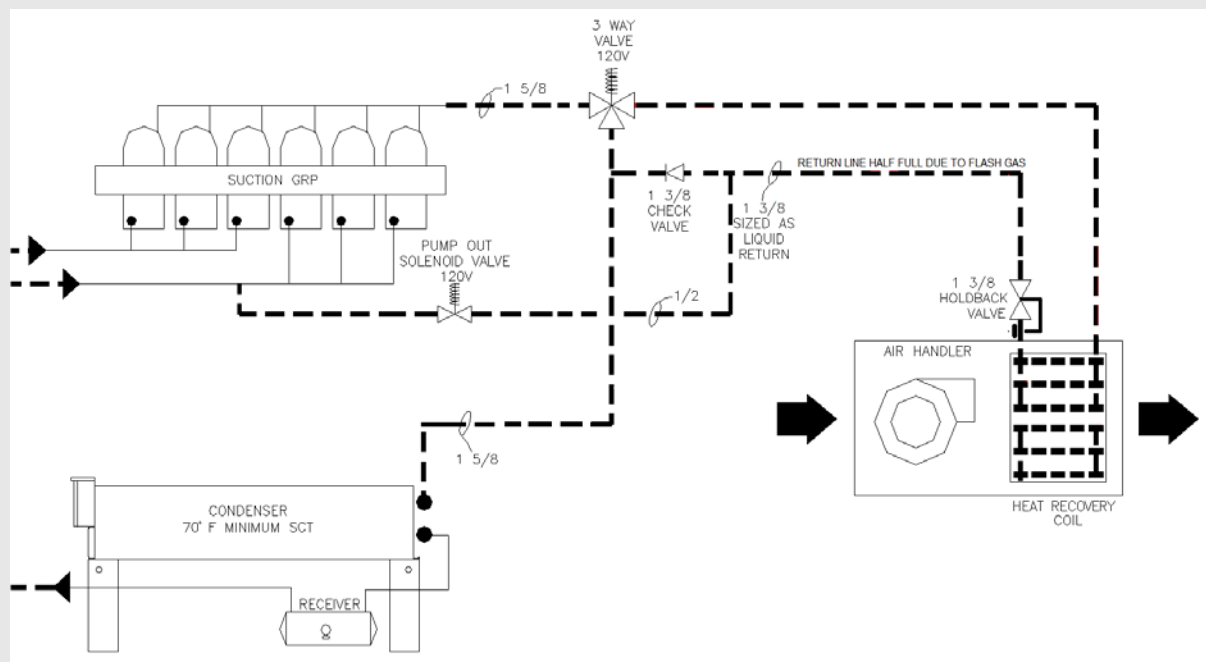 3 WAY
VALVE
120V
1 5/8
SUCTION GRP
RETURN LINE HALF FULL DUE TO FLASH GAS
1 3/8
CHECK
VALVE
1 3/8
SIZED AS
LIQUID
RETURN
PUMP OUT
SOLENOID VALVE
120V
1/2
1 3/8
HOLDBACK
VALVE
AIR HANDLER
HEAT RECOVERY
COIL
1 5/8
CONDENSER
70° F MINIMUM SCT
RECEIVER